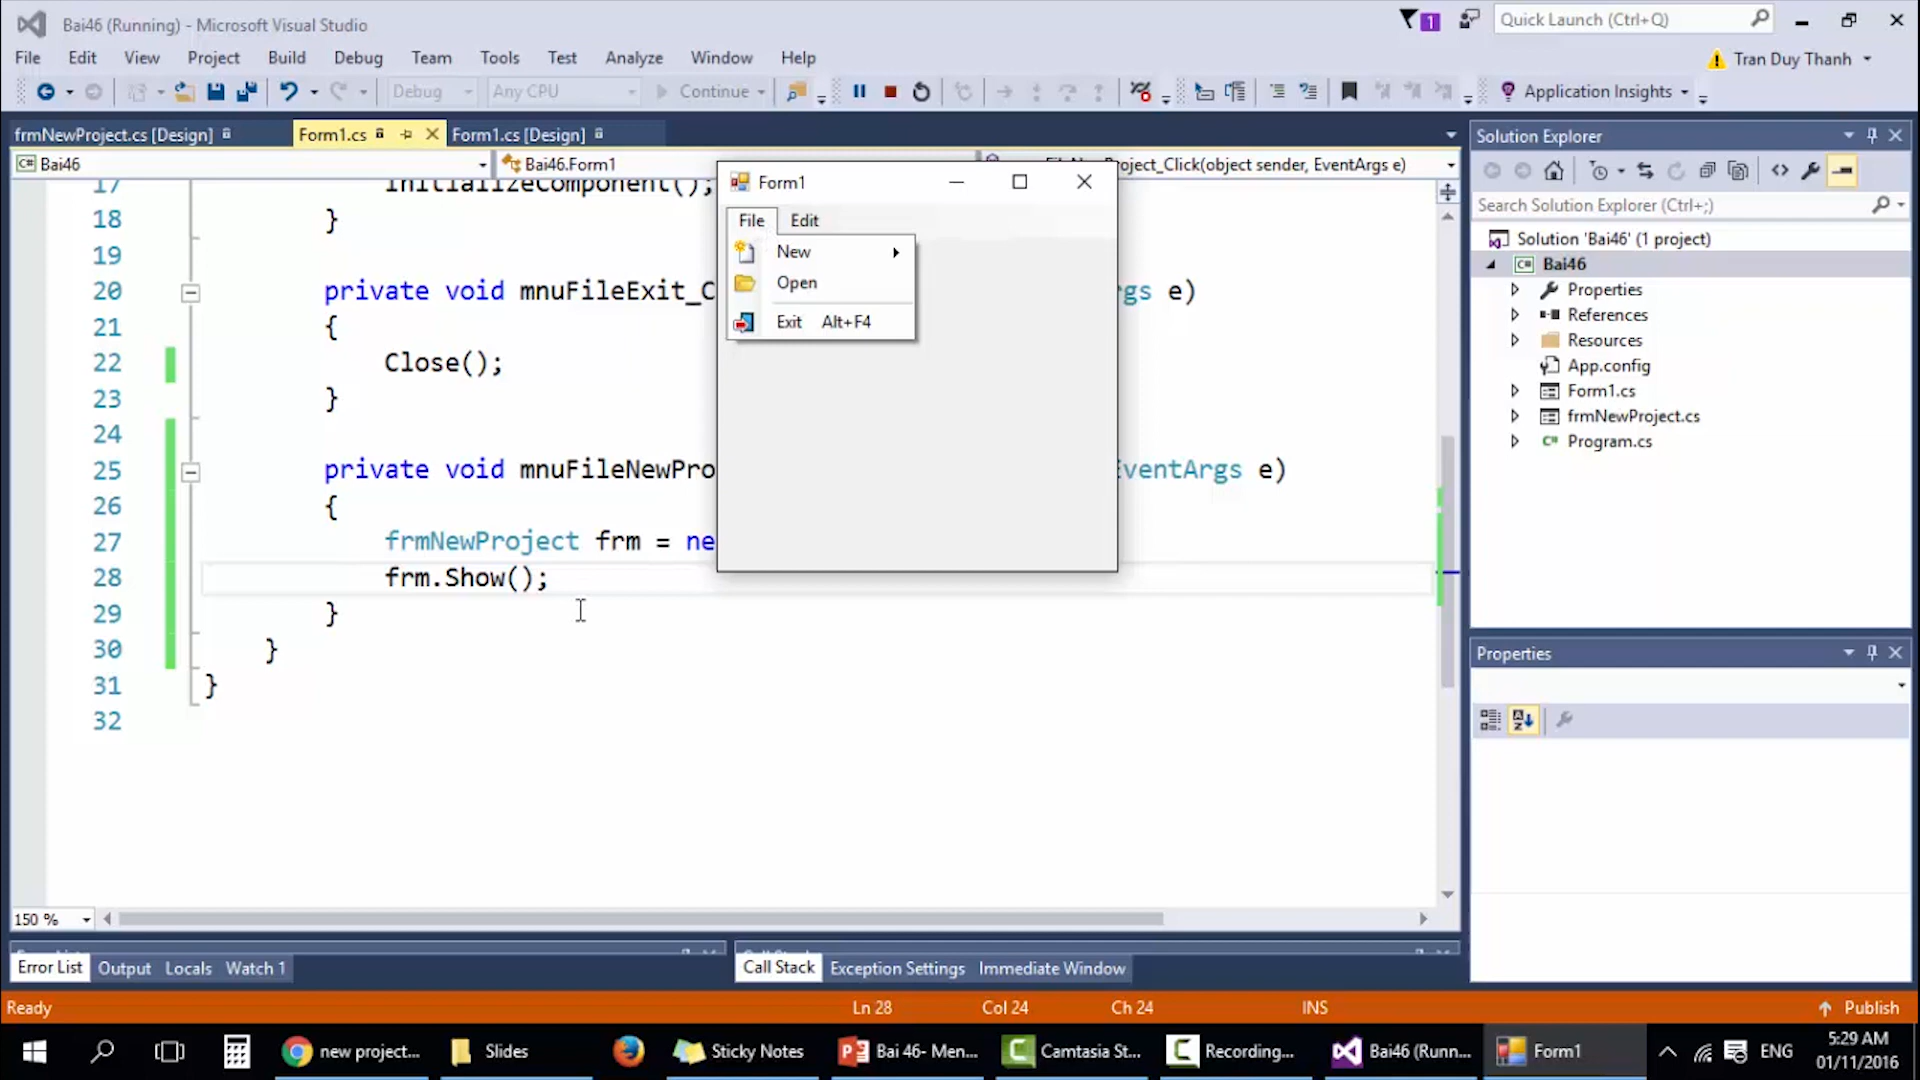 Bai46 (Running) - Microsoft Visual Studio
1
Quick Launch (Ctrl+Q)
File Edit View Project Build Debug Team Tools Test Analyze Window Help
Tran Duy Thanh
Debug Any CPU Continue Application Insights
frmNewProject.cs [Design] Form1.cs Form1.cs [Design]
Bai46 Bai46.Form1 Project_Click(object sender, EventArgs e)
17 InitializeComponent();
18 }
19
20 private void mnuFileExit_C gs e)
21 {
22 Close();
23 }
24
25 private void mnuFileNewPro EventArgs e)
26 {
27 frmNewProject frm = ne
28 frm.Show();
29 }
30 }
31 }
32
Form1
File Edit
New
Open
Exit Alt+F4
Solution Explorer
Search Solution Explorer (Ctrl+;)
Solution 'Bai46' (1 project)
C# Bai46
Properties
References
Resources
App.config
Form1.cs
frmNewProject.cs
C# Program.cs
Properties
150 %
Error List Output Locals Watch 1
Call Stack Exception Settings Immediate Window
Ready Ln 28 Col 24 Ch 24 INS Publish
new project... Slides Sticky Notes Bai 46- Men... Camtasia St... Recording... Bai46 (Runn... Form1 ENG
5:29 AM
01/11/2016